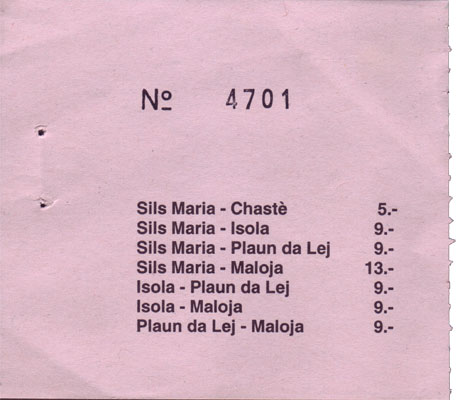 Nº 4701
Sils Maria - Chastè 5.-
Sils Maria - Isola 9.-
Sils Maria - Plaun da Lej 9.-
Sils Maria - Maloja 13.-
Isola - Plaun da Lej 9.-
Isola - Maloja 9.-
Plaun da Lej - Maloja 9.-